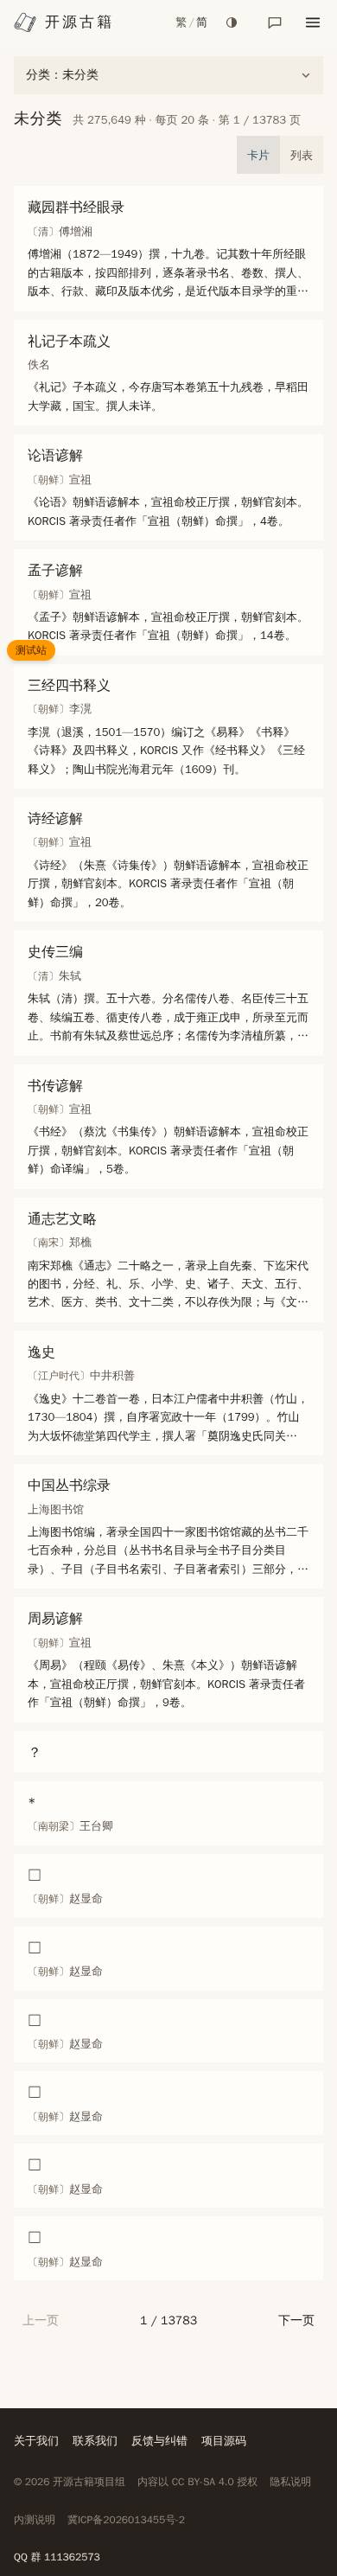 开源古籍
繁 / 简
分类：未分类
未分类 共 275,649 种 · 每页 20 条 · 第 1 / 13783 页
卡片 列表
藏园群书经眼录
〔清〕傅增湘
傅增湘（1872—1949）撰，十九卷。记其数十年所经眼
的古籍版本，按四部排列，逐条著录书名、卷数、撰人、
版本、行款、藏印及版本优劣，是近代版本目录学的重…
礼记子本疏义
佚名
《礼记》子本疏义，今存唐写本卷第五十九残卷，早稻田
大学藏，国宝。撰人未详。
论语谚解
〔朝鲜〕宣祖
《论语》朝鲜语谚解本，宣祖命校正厅撰，朝鲜官刻本。
KORCIS 著录责任者作「宣祖（朝鲜）命撰」，4卷。
孟子谚解
〔朝鲜〕宣祖
《孟子》朝鲜语谚解本，宣祖命校正厅撰，朝鲜官刻本。
KORCIS 著录责任者作「宣祖（朝鲜）命撰」，14卷。
测试站
三经四书释义
〔朝鲜〕李滉
李滉（退溪，1501—1570）编订之《易释》《书释》
《诗释》及四书释义，KORCIS 又作《经书释义》《三经
释义》；陶山书院光海君元年（1609）刊。
诗经谚解
〔朝鲜〕宣祖
《诗经》（朱熹《诗集传》）朝鲜语谚解本，宣祖命校正
厅撰，朝鲜官刻本。KORCIS 著录责任者作「宣祖（朝
鲜）命撰」，20卷。
史传三编
〔清〕朱轼
朱轼（清）撰。五十六卷。分名儒传八卷、名臣传三十五
卷、续编五卷、循吏传八卷，成于雍正戊申，所录至元而
止。书前有朱轼及蔡世远总序；名儒传为李清植所纂，…
书传谚解
〔朝鲜〕宣祖
《书经》（蔡沈《书集传》）朝鲜语谚解本，宣祖命校正
厅撰，朝鲜官刻本。KORCIS 著录责任者作「宣祖（朝
鲜）命译编」，5卷。
通志艺文略
〔南宋〕郑樵
南宋郑樵《通志》二十略之一，著录上自先秦、下迄宋代
的图书，分经、礼、乐、小学、史、诸子、天文、五行、
艺术、医方、类书、文十二类，不以存佚为限；与《文…
逸史
〔江户时代〕中井积善
《逸史》十二卷首一卷，日本江户儒者中井积善（竹山，
1730—1804）撰，自序署宽政十一年（1799）。竹山
为大坂怀德堂第四代学主，撰人署「奠阴逸史氏同关…
中国丛书综录
上海图书馆
上海图书馆编，著录全国四十一家图书馆馆藏的丛书二千
七百余种，分总目（丛书书名目录与全书子目分类目
录）、子目（子目书名索引、子目著者索引）三部分，…
周易谚解
〔朝鲜〕宣祖
《周易》（程颐《易传》、朱熹《本义》）朝鲜语谚解
本，宣祖命校正厅撰，朝鲜官刻本。KORCIS 著录责任者
作「宣祖（朝鲜）命撰」，9卷。
？
*
〔南朝梁〕王台卿
□
〔朝鲜〕赵显命
□
〔朝鲜〕赵显命
□
〔朝鲜〕赵显命
□
〔朝鲜〕赵显命
□
〔朝鲜〕赵显命
□
〔朝鲜〕赵显命
上一页 1 / 13783 下一页
关于我们 联系我们 反馈与纠错 项目源码
© 2026 开源古籍项目组 内容以 CC BY-SA 4.0 授权 隐私说明
内测说明 冀ICP备2026013455号-2
QQ 群 111362573